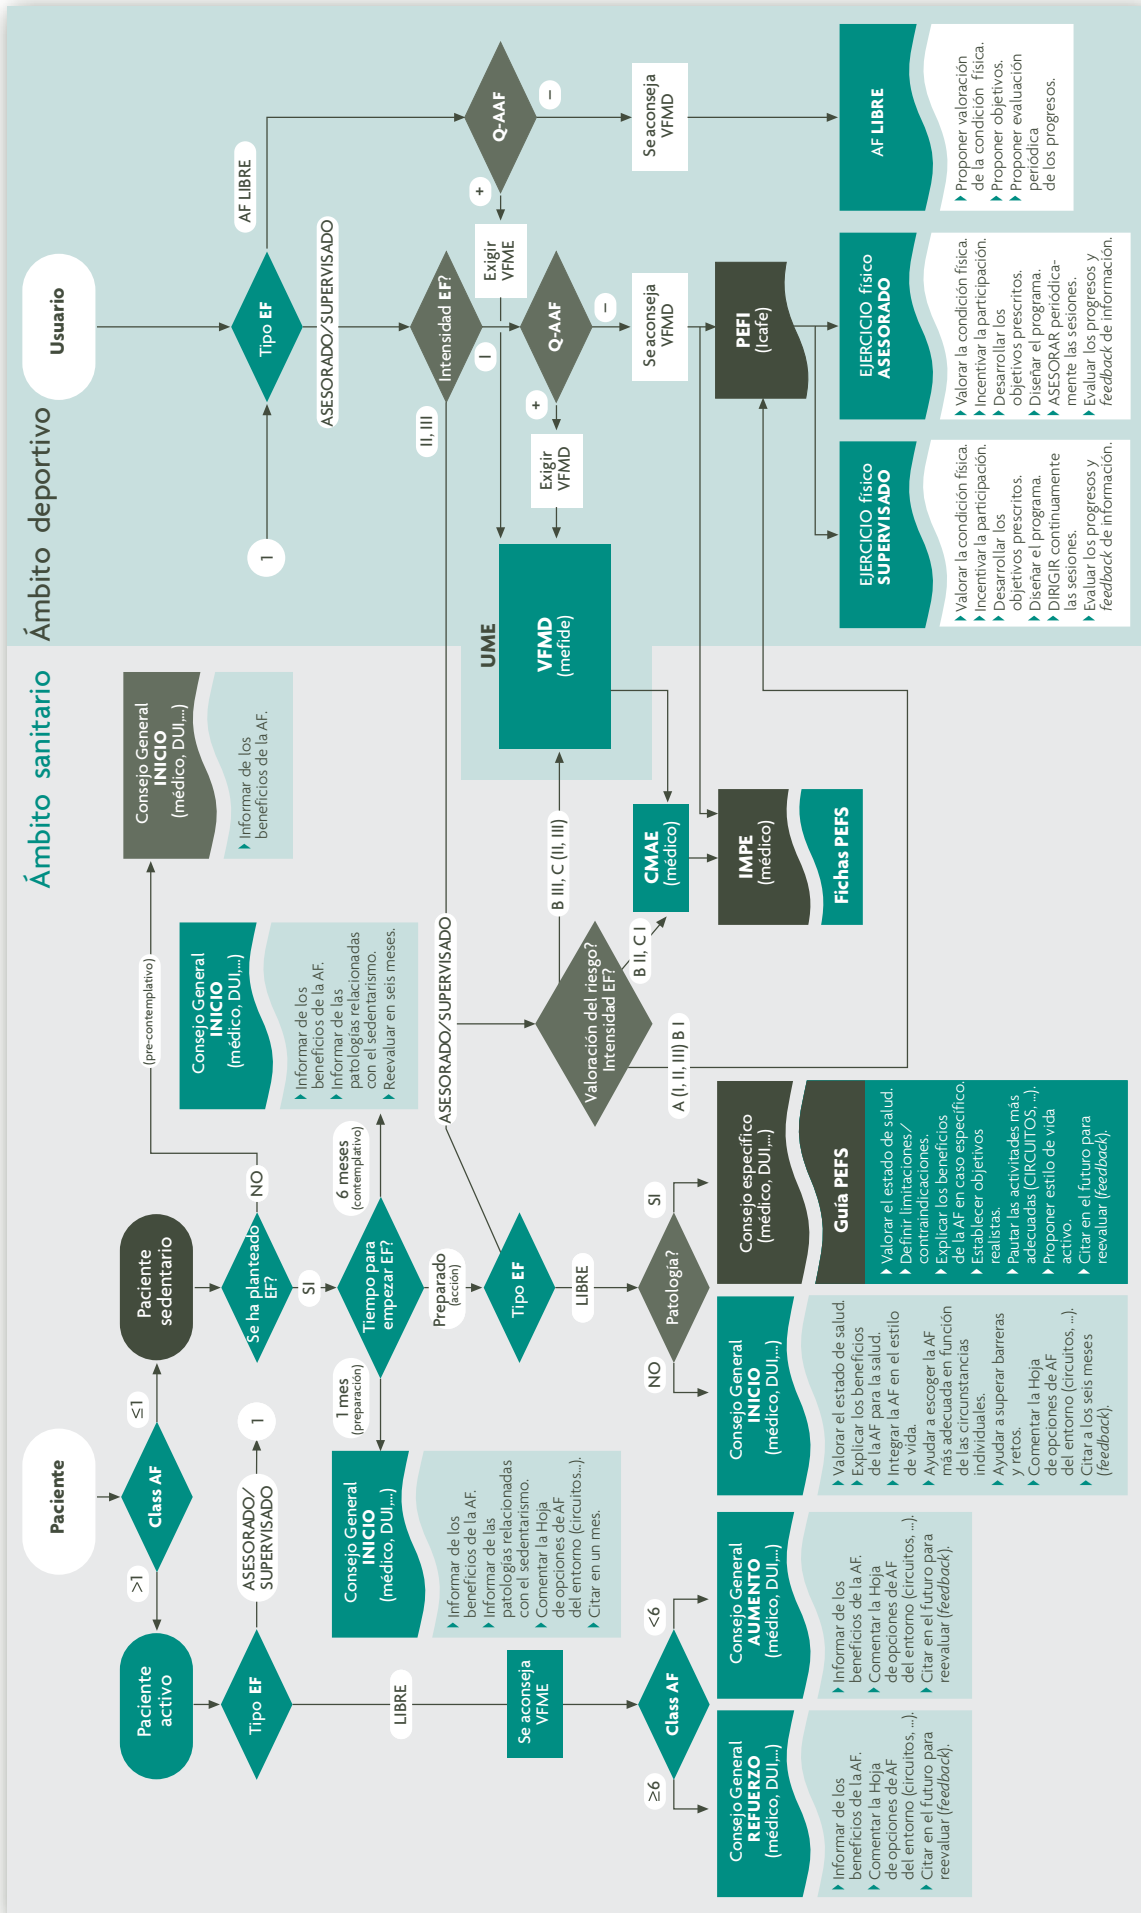 Ámbito sanitario
Ámbito deportivo
Paciente
Class AF
>1
≤1
Paciente
activo
Tipo EF
ASESORADO/
SUPERVISADO
1
LIBRE
Se aconseja
VFME
Class AF
≥6
<6
Consejo General
REFUERZO
(médico, DUI,...)
Informar de los
beneficios de la AF.
Comentar la Hoja
de opciones de AF
del entorno (circuitos, ...).
Citar en el futuro para
reevaluar (feedback).
Consejo General
AUMENTO
(médico, DUI,...)
Informar de los
beneficios de la AF.
Comentar la Hoja
de opciones de AF
del entorno (circuitos, ...).
Citar en el futuro para
reevaluar (feedback).
Paciente
sedentario
Se ha planteado
EF?
NO
(pre-contemplativo)
Consejo General
INICIO
(médico, DUI,...)
Informar de los
beneficios de la AF.
SI
Tiempo para
empezar EF?
1 mes
(preparación)
Consejo General
INICIO
(médico, DUI,...)
Informar de los
beneficios de la AF.
Informar de las
patologías relacionadas
con el sedentarismo.
Comentar la Hoja
de opciones de AF
del entorno (circuitos...).
Citar en un mes.
6 meses
(contemplativo)
Consejo General
INICIO
(médico, DUI,...)
Informar de los
beneficios de la AF.
Informar de las
patologías relacionadas
con el sedentarismo.
Reevaluar en seis meses.
Preparado
(acción)
Tipo EF
LIBRE
Patología?
NO
SI
Consejo General
INICIO
(médico, DUI,...)
Valorar el estado de salud.
Explicar los beneficios
de la AF para la salud.
Integrar la AF en el estilo
de vida.
Ayudar a escoger la AF
más adecuada en función
de las circunstancias
individuales.
Ayudar a superar barreras
y retos.
Comentar la Hoja
de opciones de AF
del entorno (circuitos, ...).
Citar a los seis meses
(feedback).
Consejo específico
(médico, DUI,...)
Guía PEFS
Valorar el estado de salud.
Definir limitaciones/
contraindicaciones.
Explicar los beneficios
de la AF en caso específico.
Establecer objetivos
realistas.
Pautar las actividades más
adecuadas (CIRCUITOS, ...).
Proponer estilo de vida
activo.
Citar en el futuro para
reevaluar (feedback).
ASESORADO/SUPERVISADO
Valoración del riesgo?
Intensidad EF?
A (I, II, III) B I
B II, C I
B III, C (II, III)
CMAE
(médico)
IMPE
(médico)
Fichas PEFS
UME
VFMD
(mefide)
Usuario
1
Tipo EF
AF LIBRE
ASESORADO/SUPERVISADO
Intensidad EF?
II, III
I
Q-AAF
+
−
Exigir
VFMD
Se aconseja
VFMD
Q-AAF
+
−
Exigir
VFME
Se aconseja
VFMD
PEFI
(Icafe)
EJERCICIO físico
SUPERVISADO
Valorar la condición física.
Incentivar la participación.
Desarrollar los
objetivos prescritos.
Diseñar el programa.
DIRIGIR continuamente
las sesiones.
Evaluar los progresos y
feedback de información.
EJERCICIO físico
ASESORADO
Valorar la condición física.
Incentivar la participación.
Desarrollar los
objetivos prescritos.
Diseñar el programa.
ASESORAR periódica-
mente las sesiones.
Evaluar los progresos y
feedback de información.
AF LIBRE
Proponer valoración
de la condición física.
Proponer objetivos.
Proponer evaluación
periódica
de los progresos.